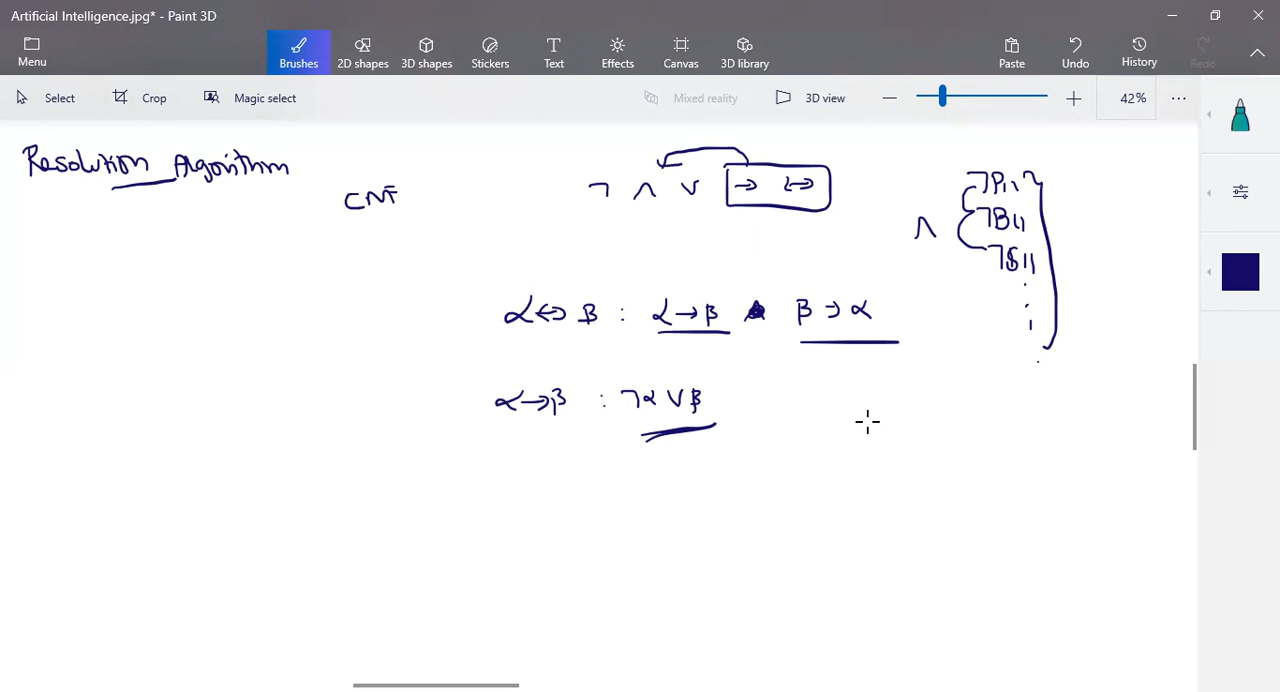 Artificial Intelligence.jpg* - Paint 3D
Menu Brushes 2D shapes 3D shapes Stickers Text Effects Canvas 3D library Paste Undo History Redo
Select Crop Magic select Mixed reality 3D view 42%
Resolution Algorithm
CNF
¬ ∧ ∨ → ↔
¬P11
∧ ¬B11
¬S11
α ↔ β : α → β ∧ β → α
α → β : ¬α ∨ β